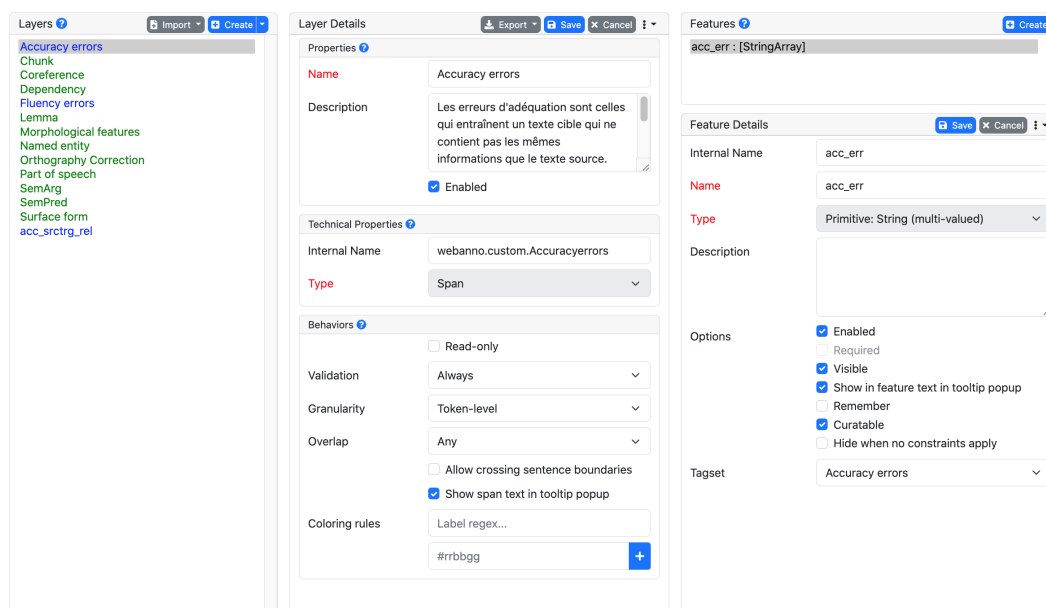 Layers ? Import Create
Accuracy errors
Chunk
Coreference
Dependency
Fluency errors
Lemma
Morphological features
Named entity
Orthography Correction
Part of speech
SemArg
SemPred
Surface form
acc_srctrg_rel
Layer Details Export Save × Cancel
Properties ?
Name Accuracy errors
Description Les erreurs d'adéquation sont celles
qui entraînent un texte cible qui ne
contient pas les mêmes
informations que le texte source.
Enabled
Technical Properties ?
Internal Name webanno.custom.Accuracyerrors
Type Span
Behaviors ?
Read-only
Validation Always
Granularity Token-level
Overlap Any
Allow crossing sentence boundaries
Show span text in tooltip popup
Coloring rules Label regex...
#rrbbgg +
Features ? Create
acc_err : [StringArray]
Feature Details Save × Cancel
Internal Name acc_err
Name acc_err
Type Primitive: String (multi-valued)
Description
Options Enabled
Required
Visible
Show in feature text in tooltip popup
Remember
Curatable
Hide when no constraints apply
Tagset Accuracy errors